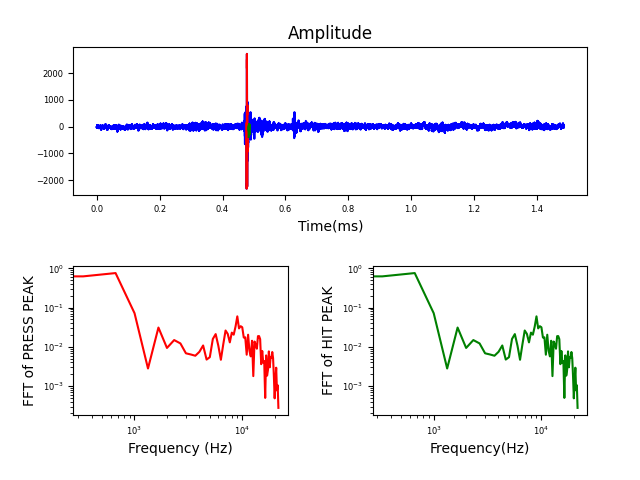 Amplitude
2000
1000
0
−1000
−2000
0.0 0.2 0.4 0.6 0.8 1.0 1.2 1.4
Time(ms)
FFT of PRESS PEAK
10⁰
10⁻¹
10⁻²
10⁻³
10³ 10⁴
Frequency (Hz)
FFT of HIT PEAK
10⁰
10⁻¹
10⁻²
10⁻³
10³ 10⁴
Frequency(Hz)